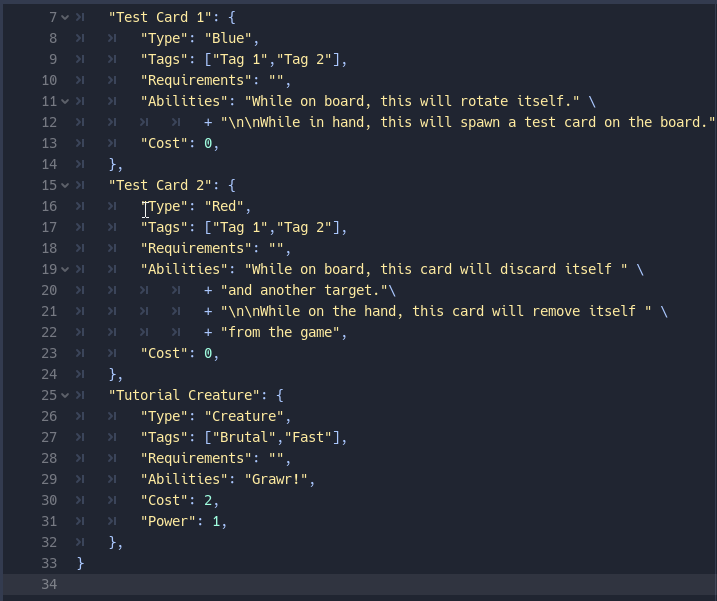 7 "Test Card 1": {
8 "Type": "Blue",
9 "Tags": ["Tag 1","Tag 2"],
10 "Requirements": "",
11 "Abilities": "While on board, this will rotate itself." \
12 + "\n\nWhile in hand, this will spawn a test card on the board."
13 "Cost": 0,
14 },
15 "Test Card 2": {
16 "Type": "Red",
17 "Tags": ["Tag 1","Tag 2"],
18 "Requirements": "",
19 "Abilities": "While on board, this card will discard itself " \
20 + "and another target."\
21 + "\n\nWhile on the hand, this card will remove itself " \
22 + "from the game",
23 "Cost": 0,
24 },
25 "Tutorial Creature": {
26 "Type": "Creature",
27 "Tags": ["Brutal","Fast"],
28 "Requirements": "",
29 "Abilities": "Grawr!",
30 "Cost": 2,
31 "Power": 1,
32 },
33 }
34